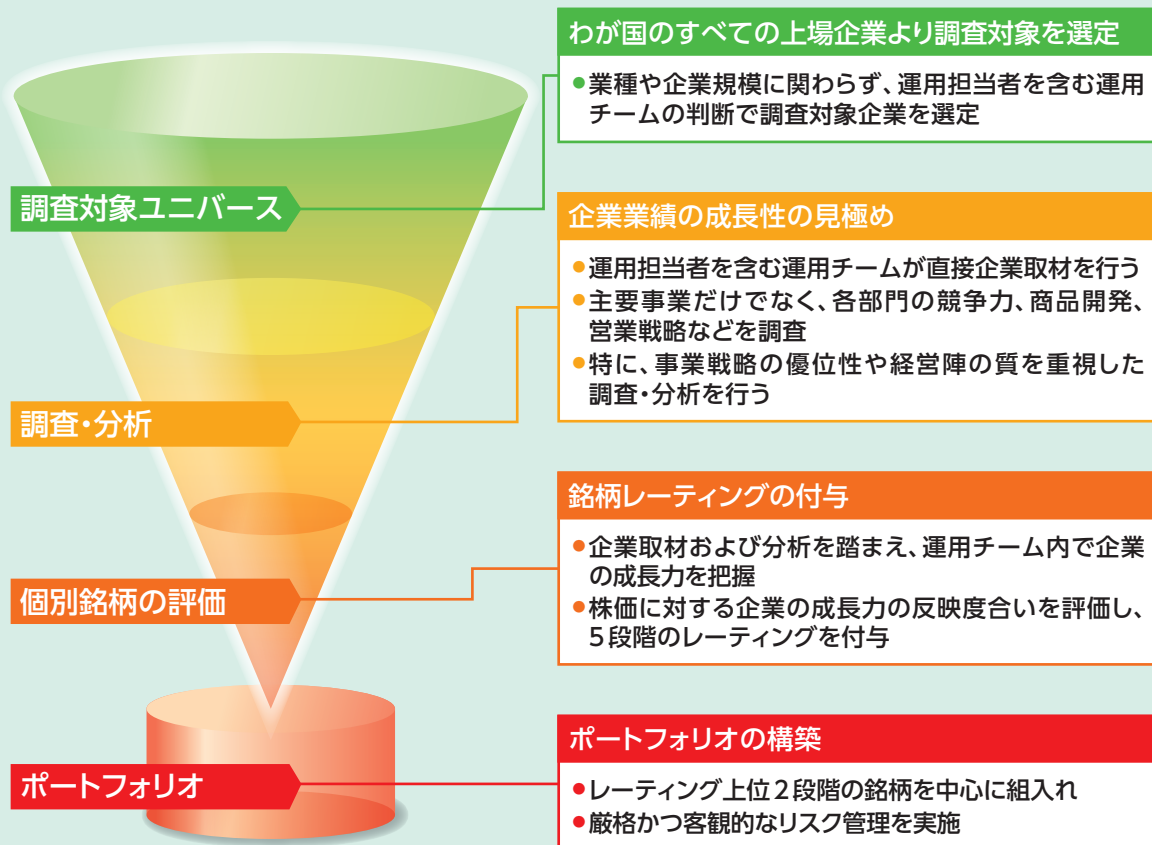 わが国のすべての上場企業より調査対象を選定
●業種や企業規模に関わらず、運用担当者を含む運用
チームの判断で調査対象企業を選定
調査対象ユニバース
企業業績の成長性の見極め
●運用担当者を含む運用チームが直接企業取材を行う
●主要事業だけでなく、各部門の競争力、商品開発、
営業戦略などを調査
●特に、事業戦略の優位性や経営陣の質を重視した
調査・分析を行う
調査・分析
銘柄レーティングの付与
●企業取材および分析を踏まえ、運用チーム内で企業
の成長力を把握
●株価に対する企業の成長力の反映度合いを評価し、
5段階のレーティングを付与
個別銘柄の評価
ポートフォリオの構築
●レーティング上位2段階の銘柄を中心に組入れ
●厳格かつ客観的なリスク管理を実施
ポートフォリオ